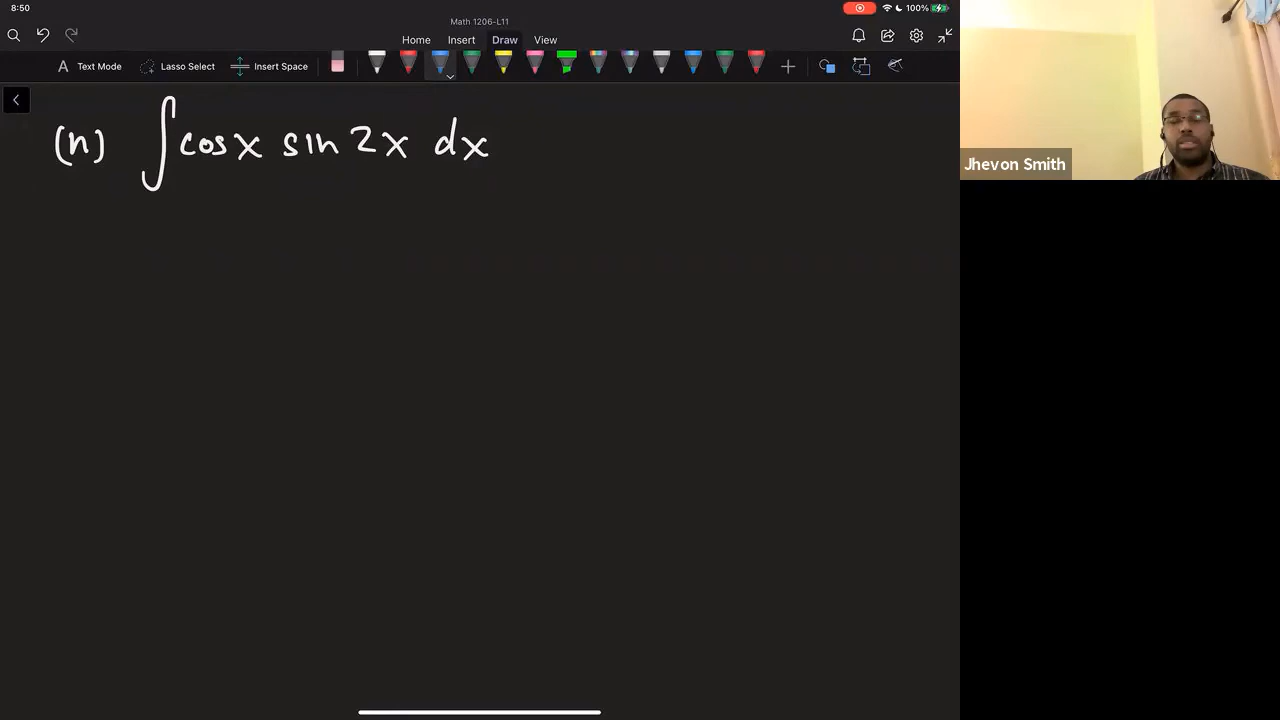 8:50
100%
Math 1206-L11
Home Insert Draw View
A Text Mode Lasso Select Insert Space
(n) ∫ cosx sin 2x dx
Jhevon Smith